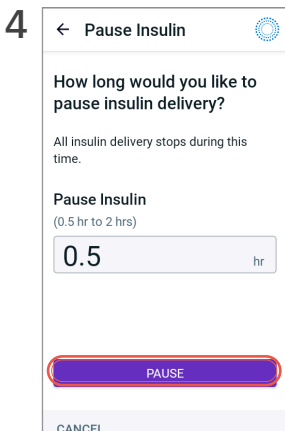 4
← Pause Insulin
How long would you like to
pause insulin delivery?
All insulin delivery stops during this
time.
Pause Insulin
(0.5 hr to 2 hrs)
0.5 hr
PAUSE
CANCEL